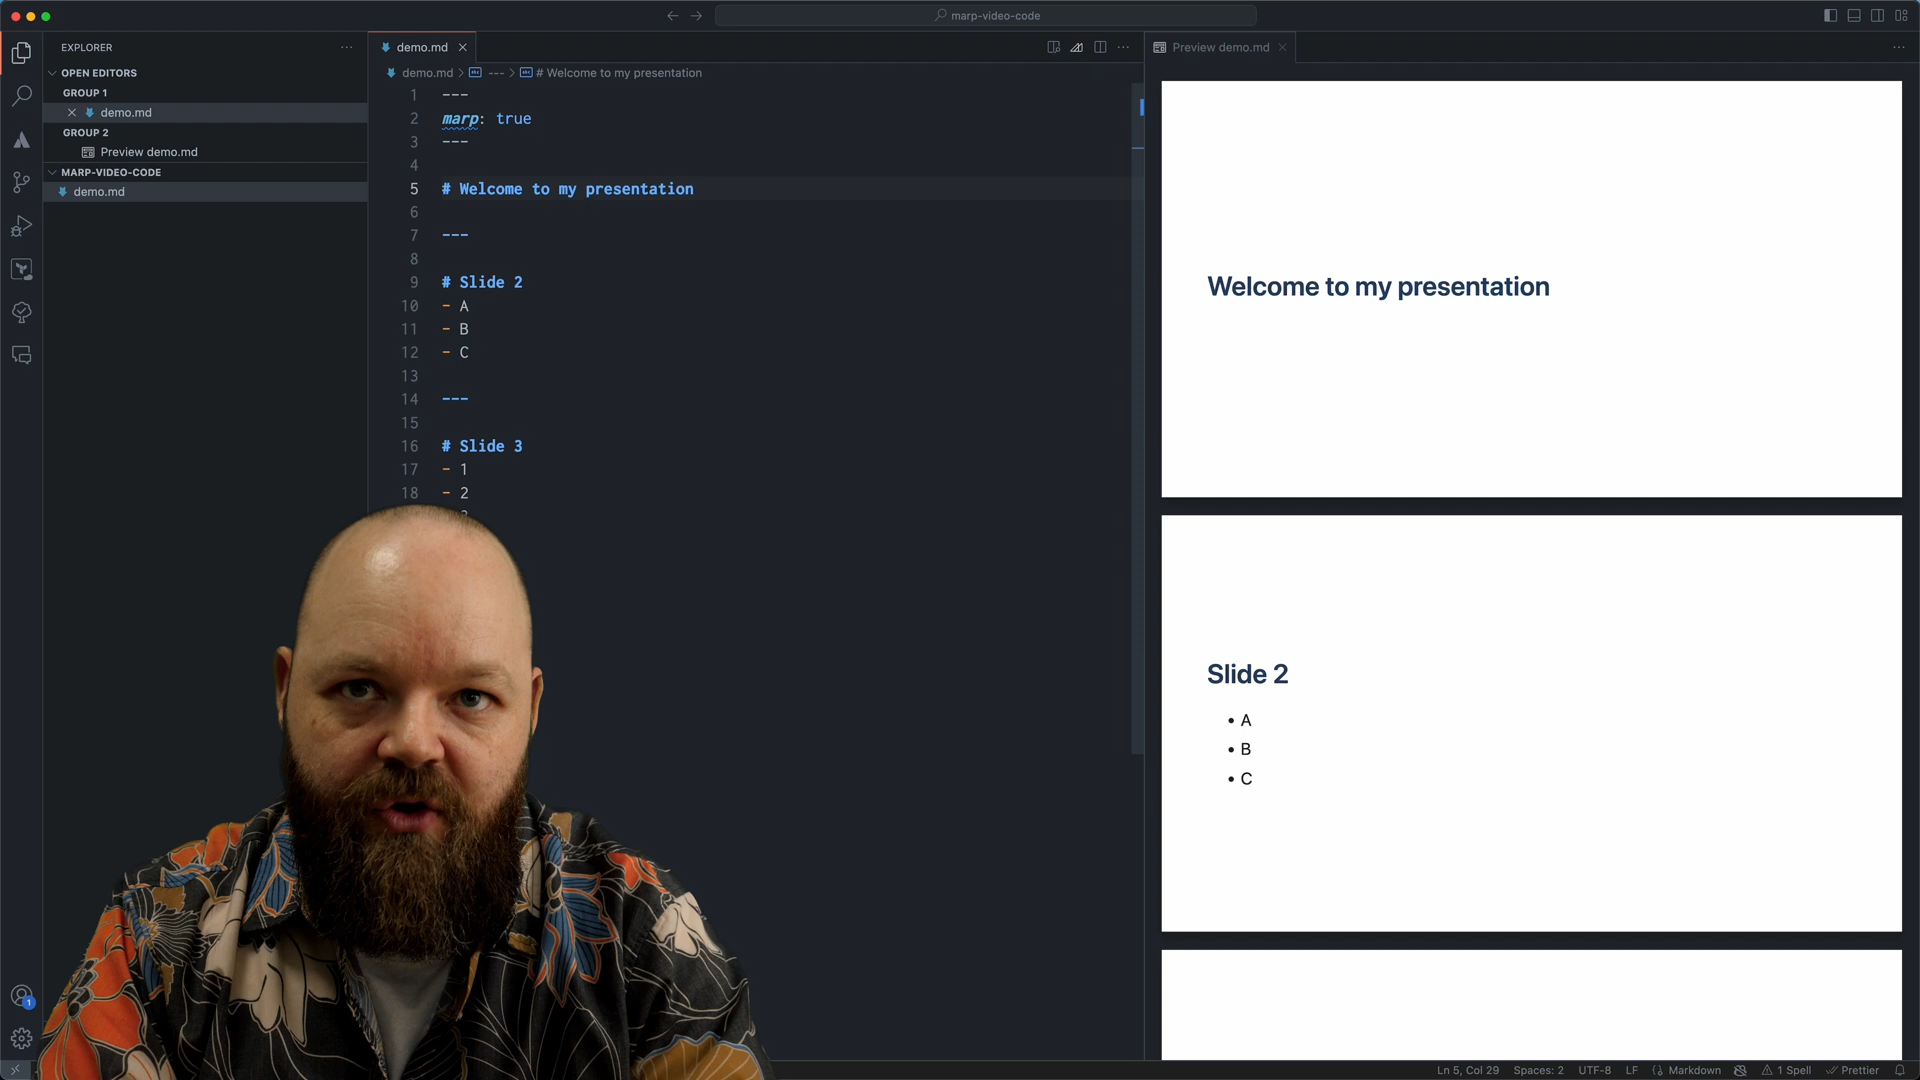 marp-video-code
EXPLORER
OPEN EDITORS
GROUP 1
demo.md
GROUP 2
Preview demo.md
MARP-VIDEO-CODE
demo.md
demo.md
demo.md > --- > # Welcome to my presentation
1 ---
2 marp: true
3 ---
4
5 # Welcome to my presentation
6
7 ---
8
9 # Slide 2
10 - A
11 - B
12 - C
13
14 ---
15
16 # Slide 3
17 - 1
18 - 2
Preview demo.md
Welcome to my presentation
Slide 2
• A
• B
• C
1
Ln 5, Col 29
Spaces: 2
UTF-8
LF
Markdown
1 Spell
Prettier